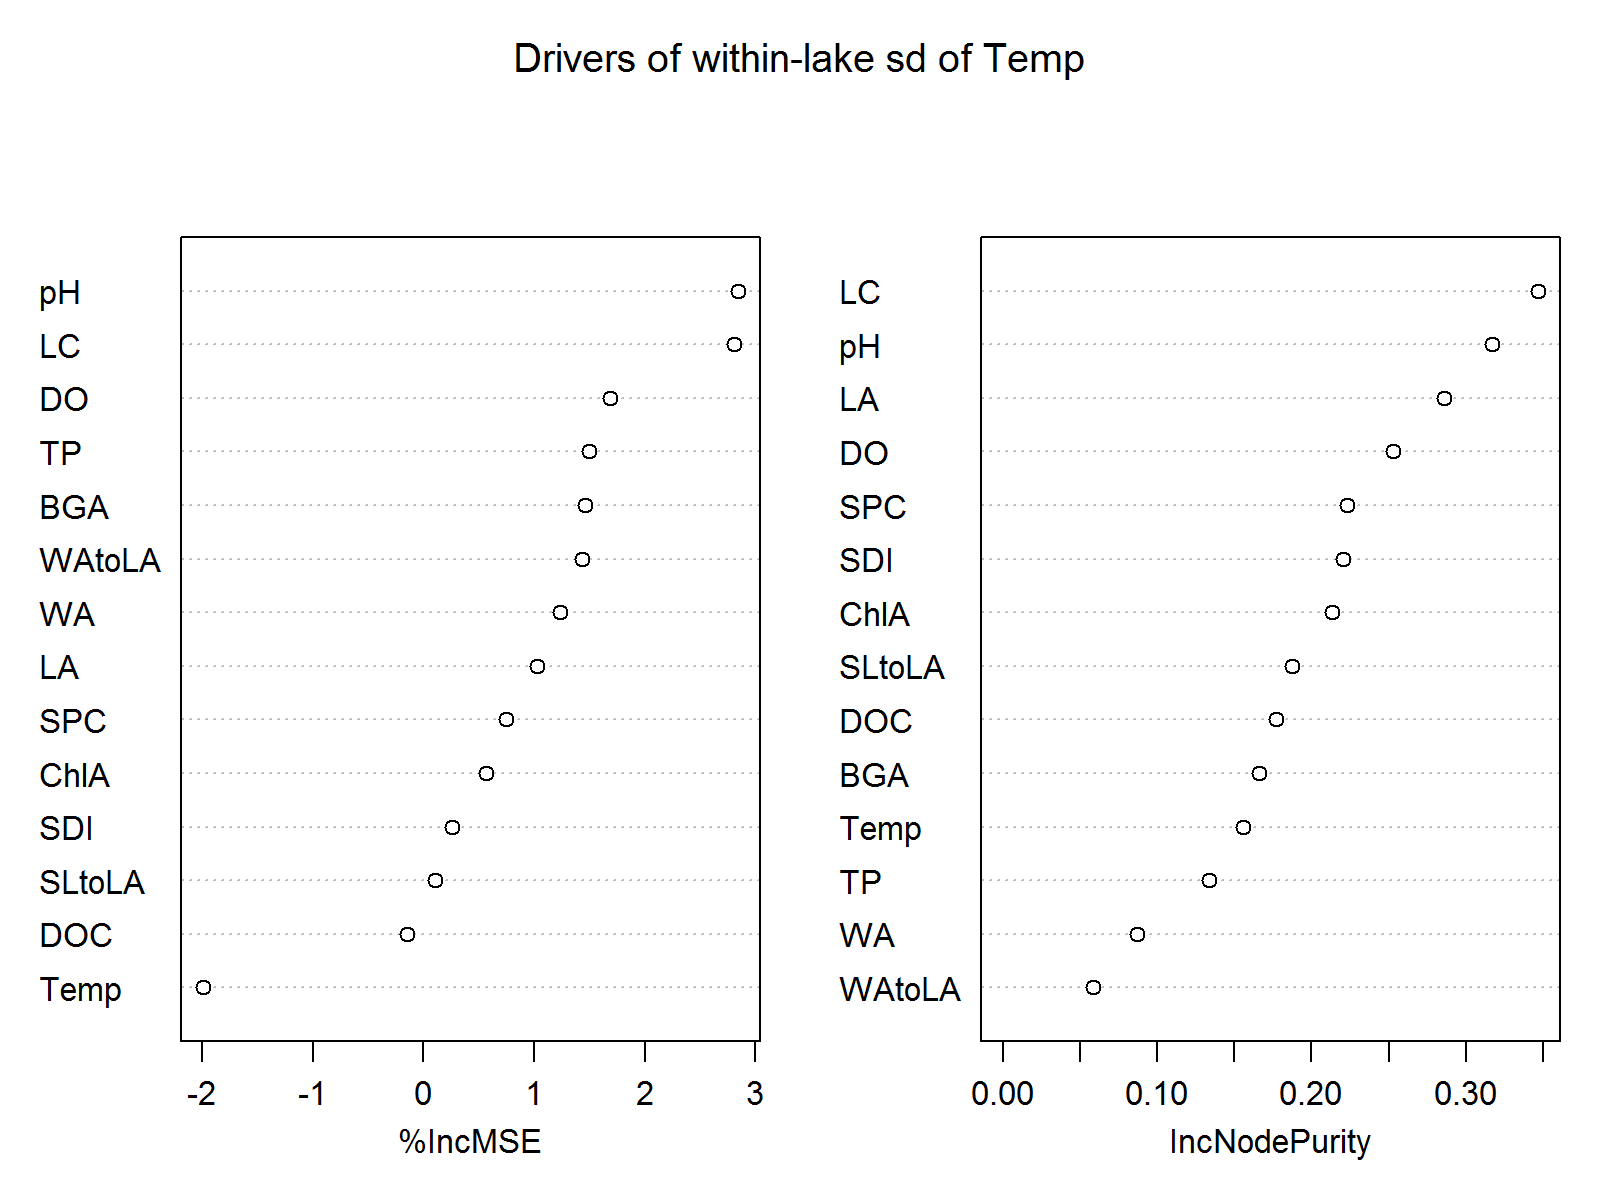 Drivers of within-lake sd of Temp
pH
LC
DO
TP
BGA
WAtoLA
WA
LA
SPC
ChlA
SDI
SLtoLA
DOC
Temp
-2 -1 0 1 2 3
%IncMSE
LC
pH
LA
DO
SPC
SDI
ChlA
SLtoLA
DOC
BGA
Temp
TP
WA
WAtoLA
0.00 0.10 0.20 0.30
IncNodePurity